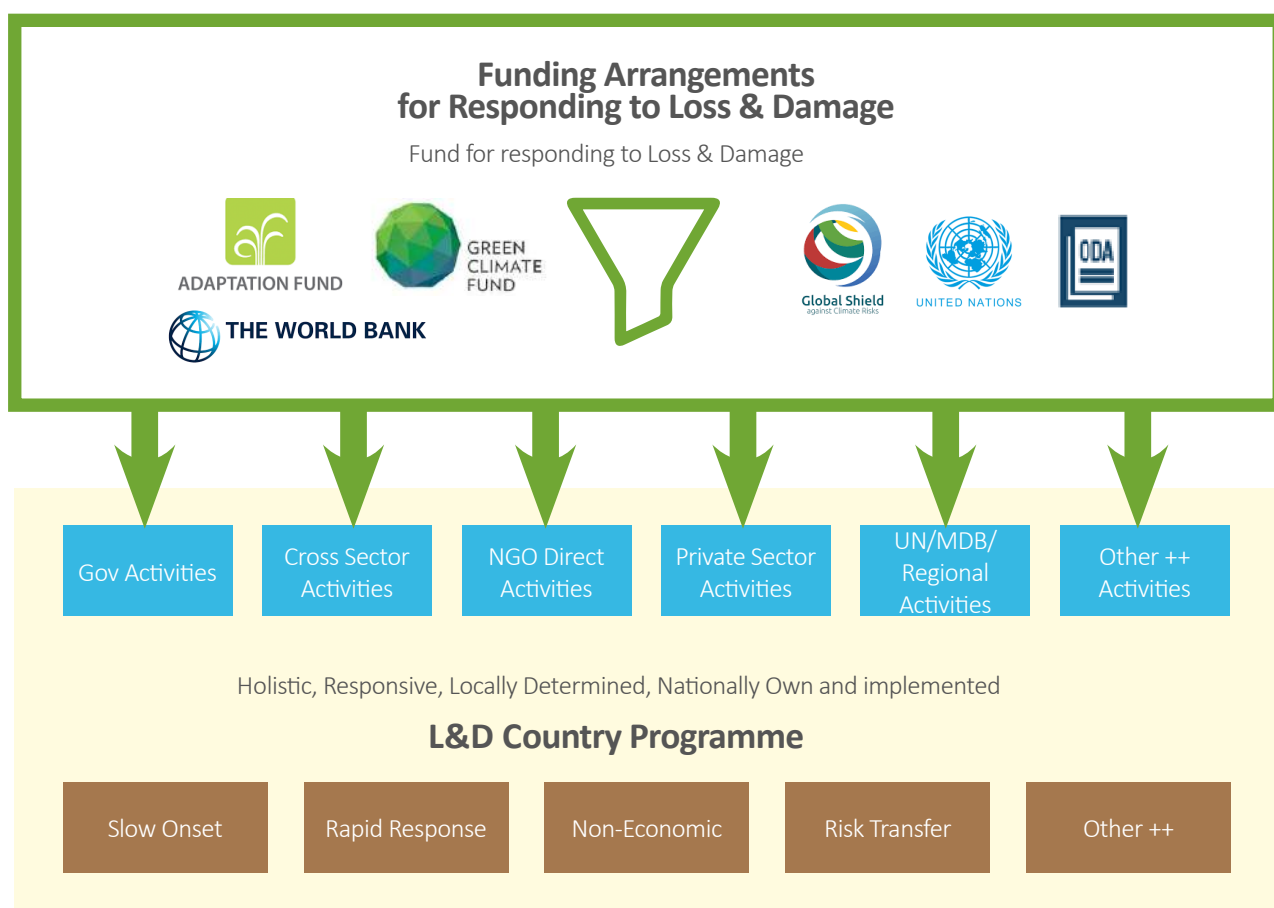 Funding Arrangements
for Responding to Loss & Damage
Fund for responding to Loss & Damage
ADAPTATION FUND
GREEN
CLIMATE
FUND
THE WORLD BANK
Global Shield
against Climate Risks
UNITED NATIONS
ODA
Gov Activities
Cross Sector
Activities
NGO Direct
Activities
Private Sector
Activities
UN/MDB/
Regional
Activities
Other ++
Activities
Holistic, Responsive, Locally Determined, Nationally Own and implemented
L&D Country Programme
Slow Onset
Rapid Response
Non-Economic
Risk Transfer
Other ++